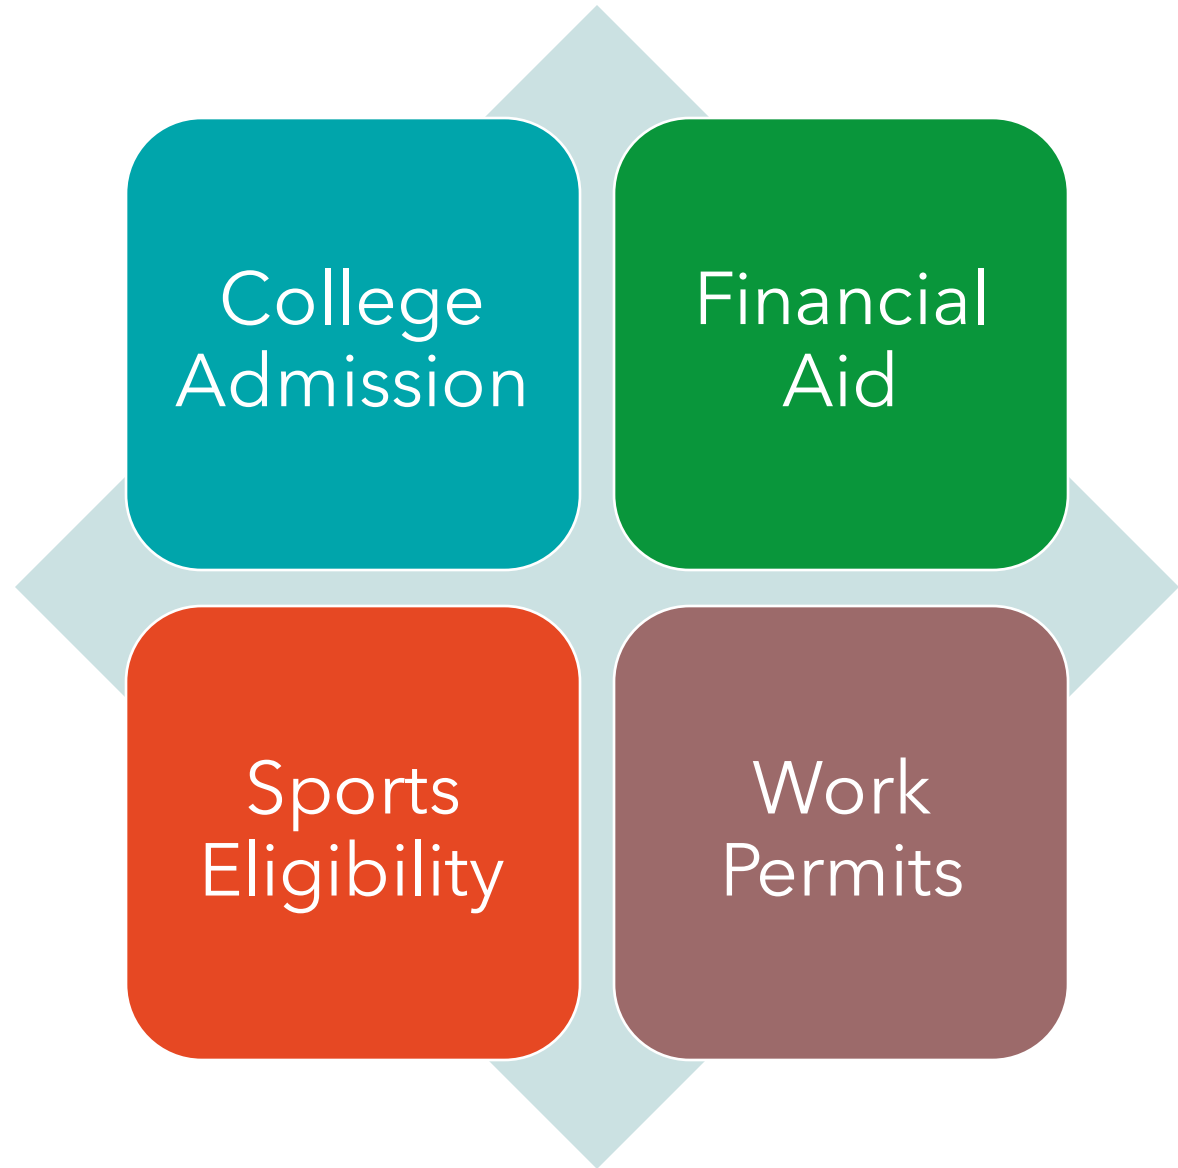 College
Admission
Financial
Aid
Sports
Eligibility
Work
Permits